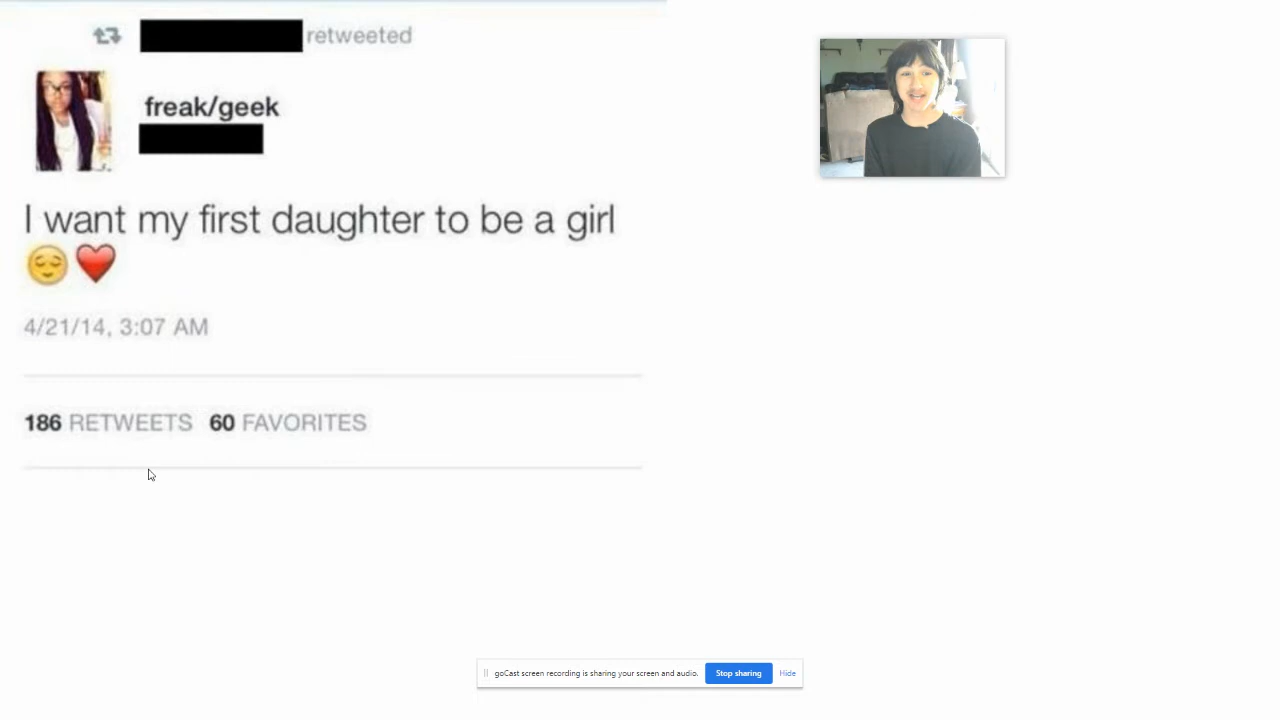 retweeted
freak/geek
I want my first daughter to be a girl
😌❤️
4/21/14, 3:07 AM
186 RETWEETS 60 FAVORITES
goCast screen recording is sharing your screen and audio. Stop sharing Hide